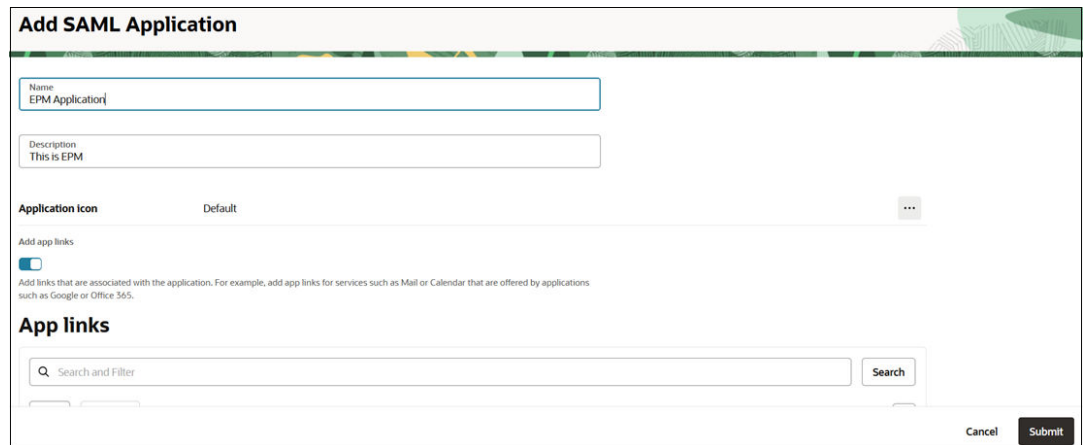 Add SAML Application
Name
EPM Application
Description
This is EPM
Application icon Default ...
Add app links
Add links that are associated with the application. For example, add app links for services such as Mail or Calendar that are offered by applications
such as Google or Office 365.
App links
Search and Filter Search
Cancel Submit